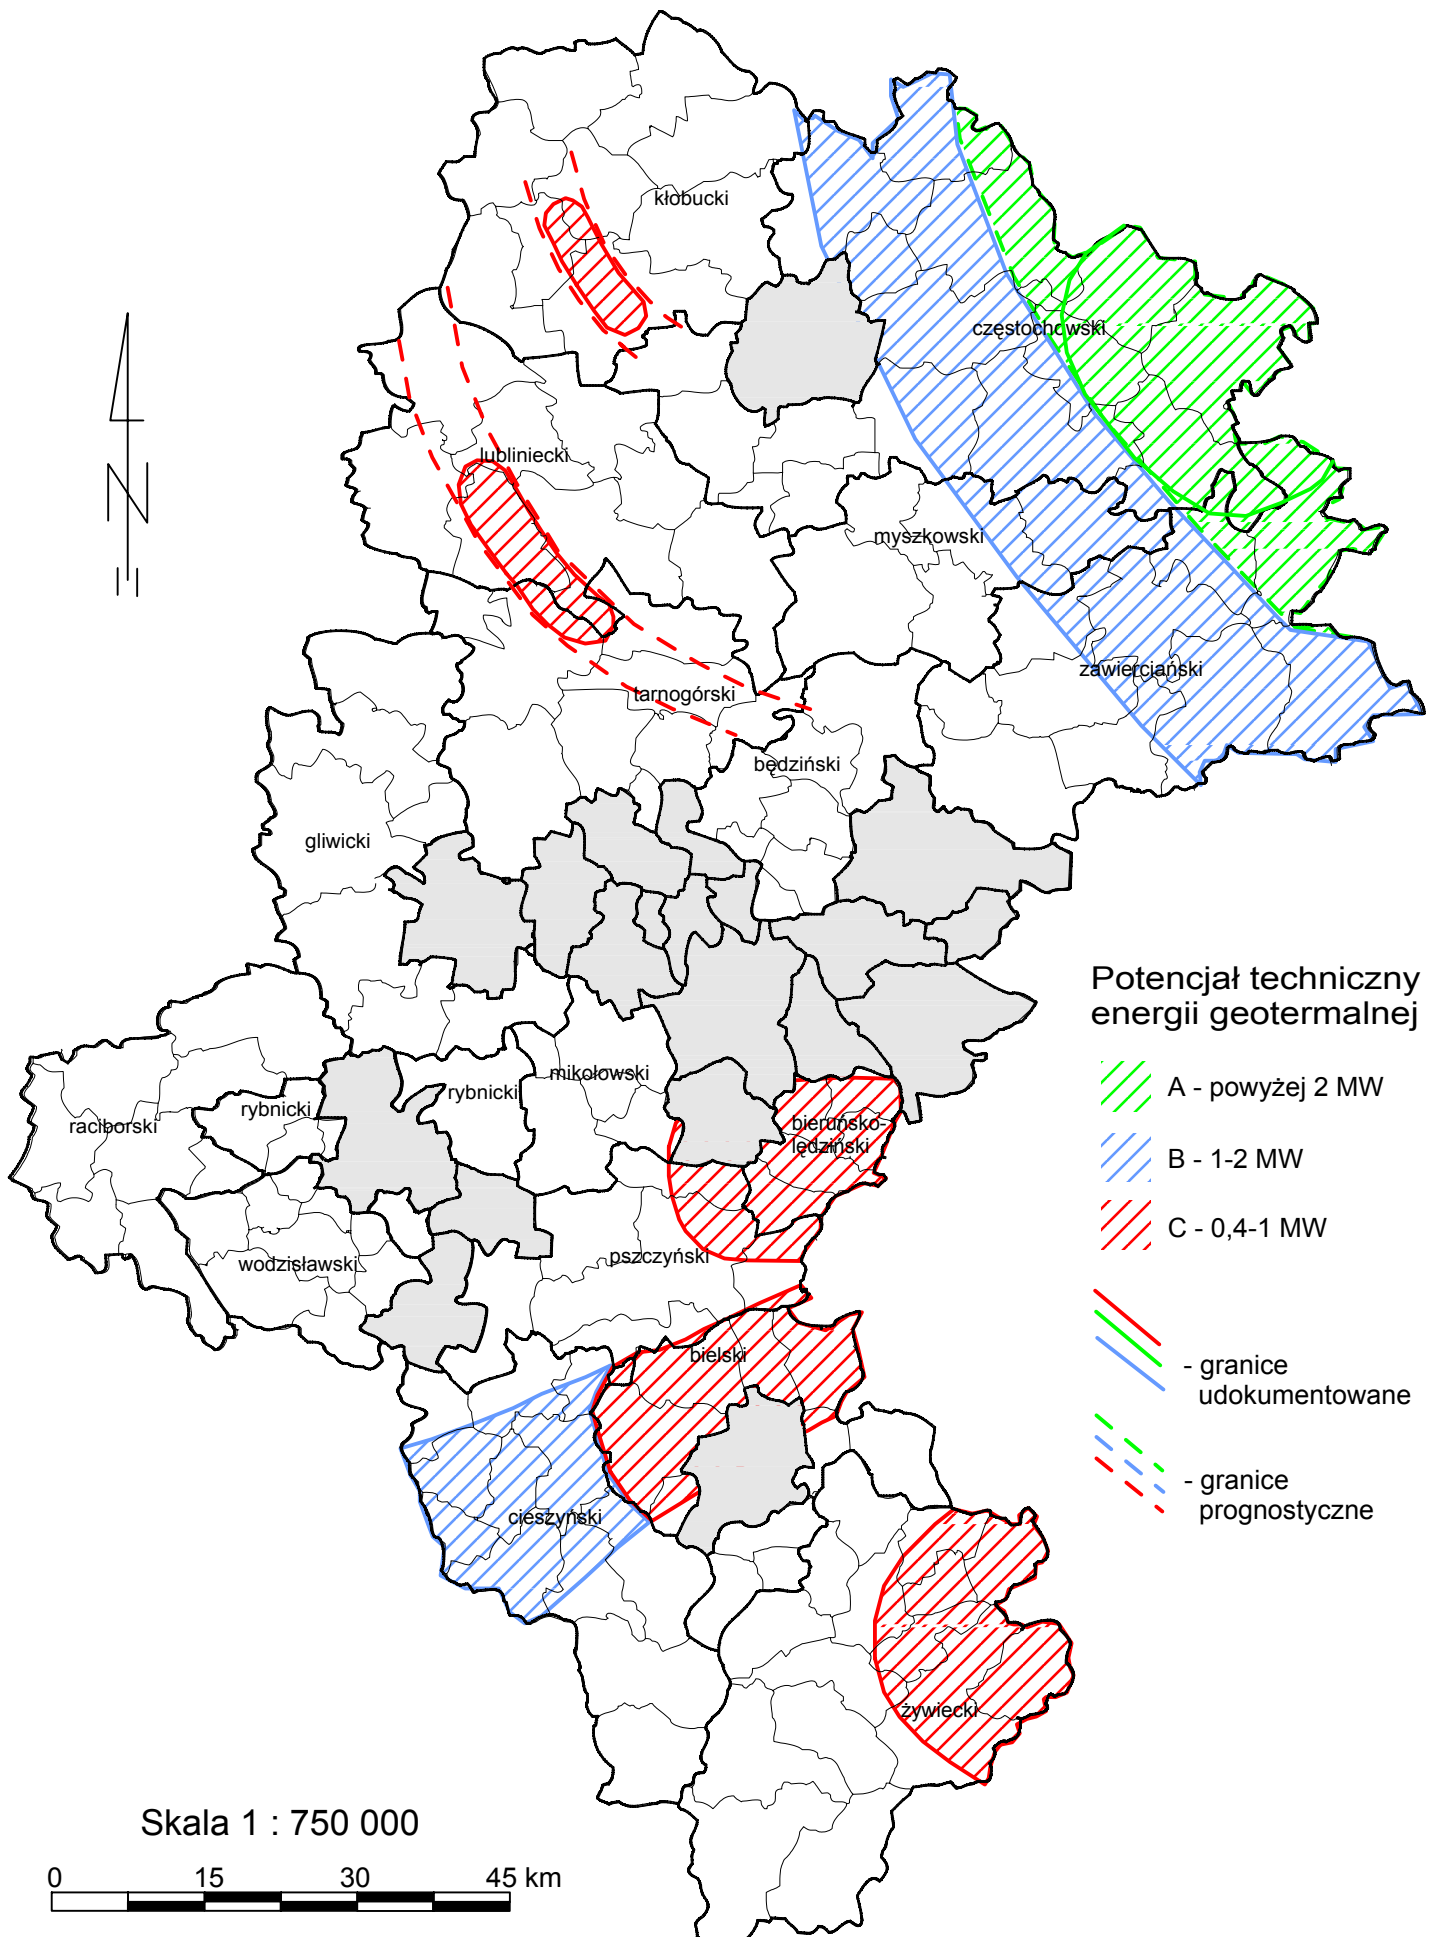 kłobucki
częstochowski
lubliniecki
myszkowski
zawierciański
tarnogórski
będziński
gliwicki
Potencjał techniczny
energii geotermalnej
A - powyżej 2 MW
B - 1-2 MW
C - 0,4-1 MW
- granice
udokumentowane
- granice
prognostyczne
mikołowski
rybnicki
rybnicki
raciborski
bieruńsko-
lędziński
pszczyński
wodzisławski
bielski
cieszyński
żywiecki
N
Skala 1 : 750 000
0 15 30 45 km